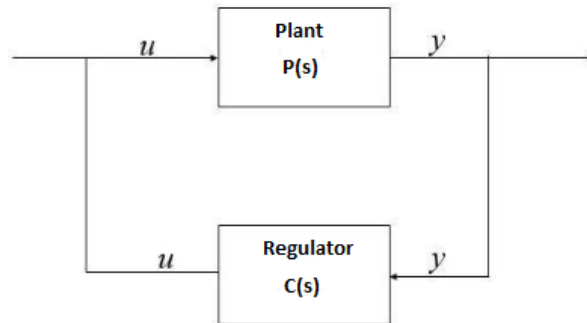 Plant
u
P(s)
y
Regulator
u
C(s)
y